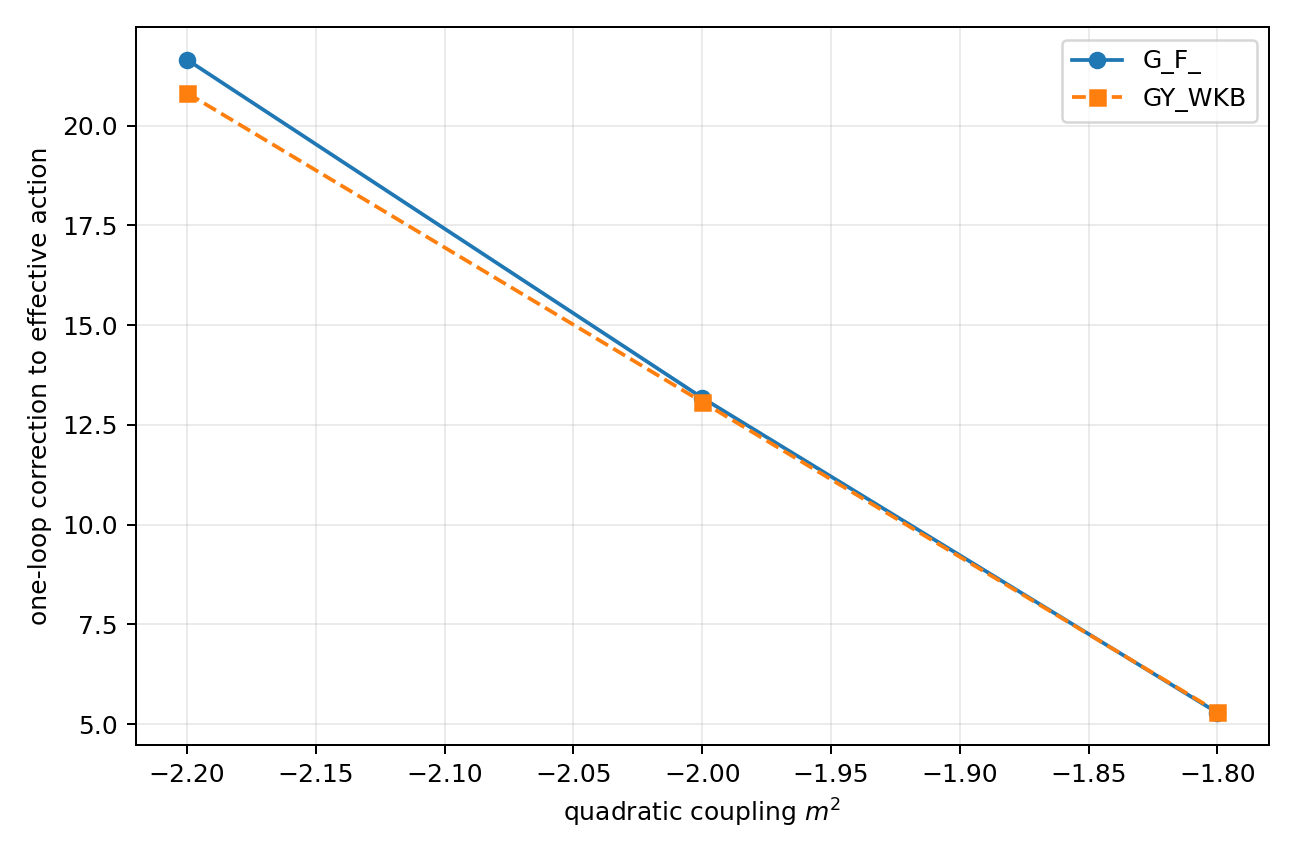 G_F_
GY_WKB
one-loop correction to effective action
20.0
17.5
15.0
12.5
10.0
7.5
5.0
−2.20 −2.15 −2.10 −2.05 −2.00 −1.95 −1.90 −1.85 −1.80
quadratic coupling m²